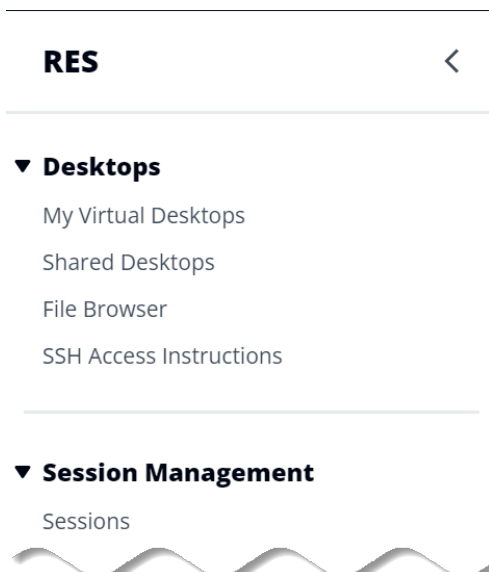 RES
Desktops
My Virtual Desktops
Shared Desktops
File Browser
SSH Access Instructions
Session Management
Sessions